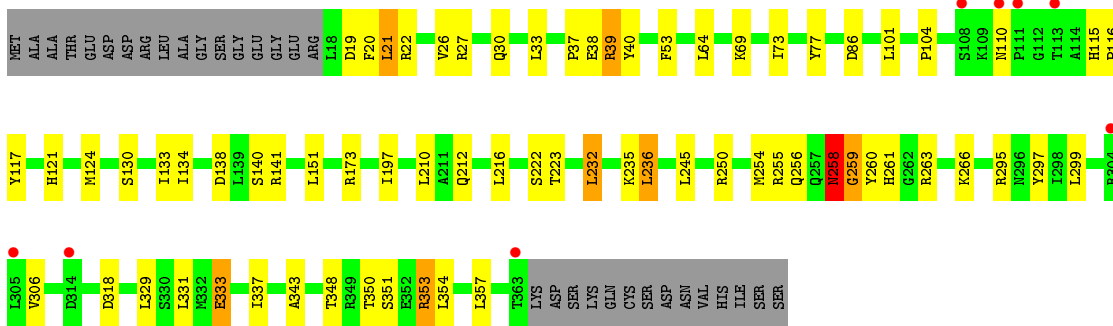 MET ALA ALA THR GLU ASP ASP ARG LEU ALA GLY SER GLY GLU GLY GLU ARG L18 D19 F20 L21 R22 V26 R27 Q30 L33 P37 E38 R39 Y40 F53 L64 K69 I73 Y77 D86 L101 P104 S108 K109 N110 P111 G112 T113 A114 H115
Y117 H121 M124 S130 I133 I134 D138 L139 S140 R141 L151 R173 I197 L210 A211 Q212 L216 S222 T223 L232 K235 L236 L245 R250 M254 R255 Q256 Q257 N258 G259 Y260 H261 G262 R263 K266 R295 N296 Y297 I298 L299
L305 V306 D314 D318 L329 S330 L331 M332 E333 I337 A343 T348 R349 T350 S351 E352 R353 L354 L357 T363 LYS ASP SER LYS GLN CYS SER ASP ASN VAL HIS ILE SER SER